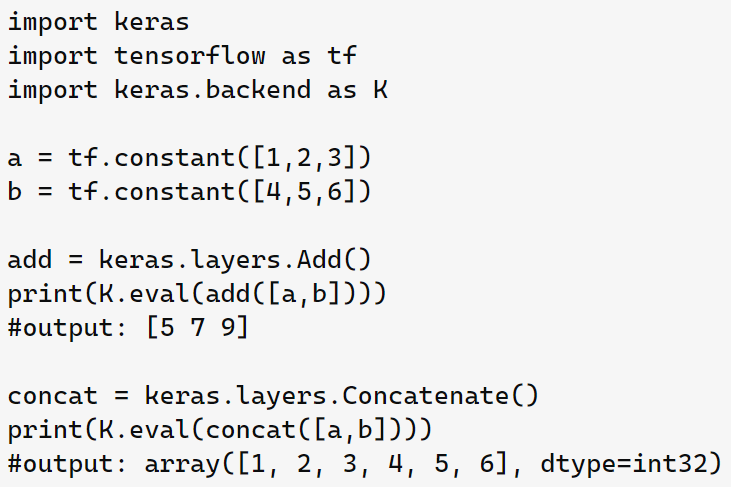 import keras
import tensorflow as tf
import keras.backend as K
a = tf.constant([1,2,3])
b = tf.constant([4,5,6])
add = keras.layers.Add()
print(K.eval(add([a,b])))
#output: [5 7 9]
concat = keras.layers.Concatenate()
print(K.eval(concat([a,b])))
#output: array([1, 2, 3, 4, 5, 6], dtype=int32)